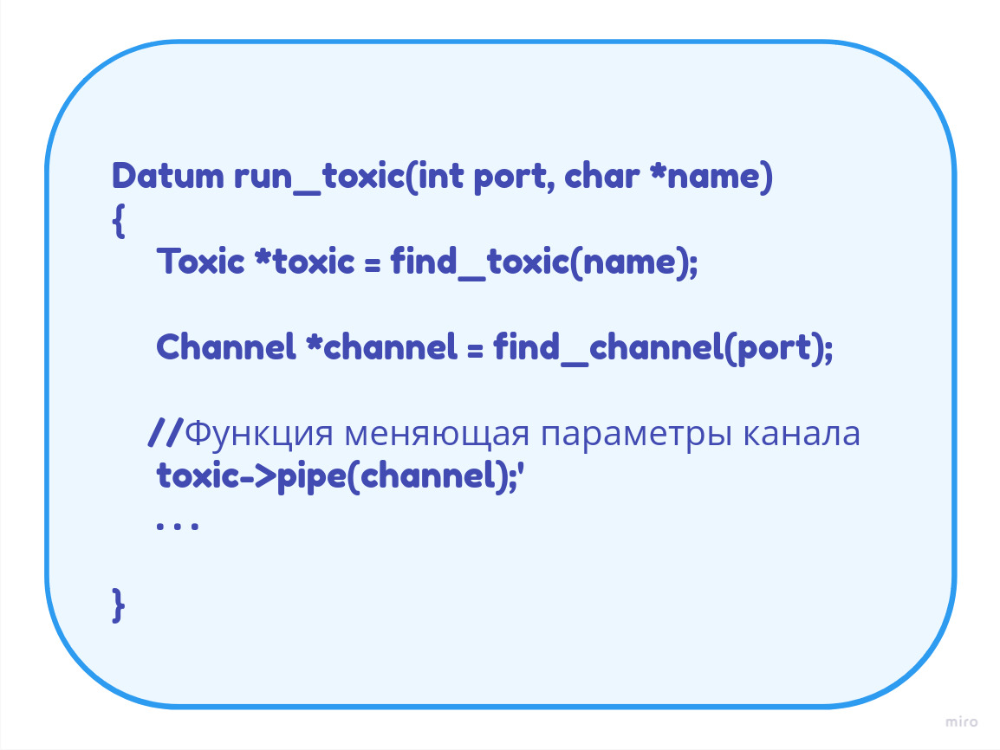 Datum run_toxic(int port, char *name)
{
Toxic *toxic = find_toxic(name);
Channel *channel = find_channel(port);
//Функция меняющая параметры канала
toxic->pipe(channel);'
. . .
}
miro